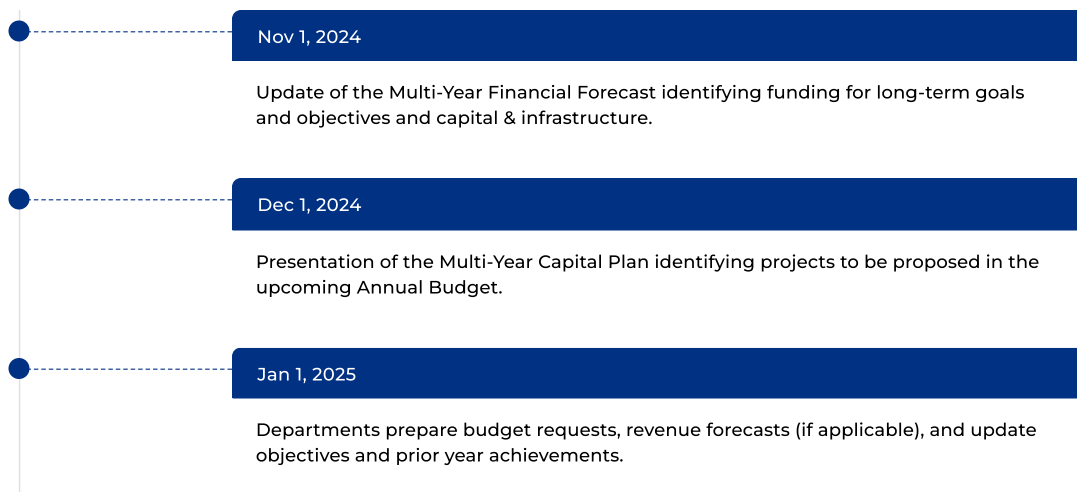 Nov 1, 2024
Update of the Multi-Year Financial Forecast identifying funding for long-term goals
and objectives and capital & infrastructure.
Dec 1, 2024
Presentation of the Multi-Year Capital Plan identifying projects to be proposed in the
upcoming Annual Budget.
Jan 1, 2025
Departments prepare budget requests, revenue forecasts (if applicable), and update
objectives and prior year achievements.